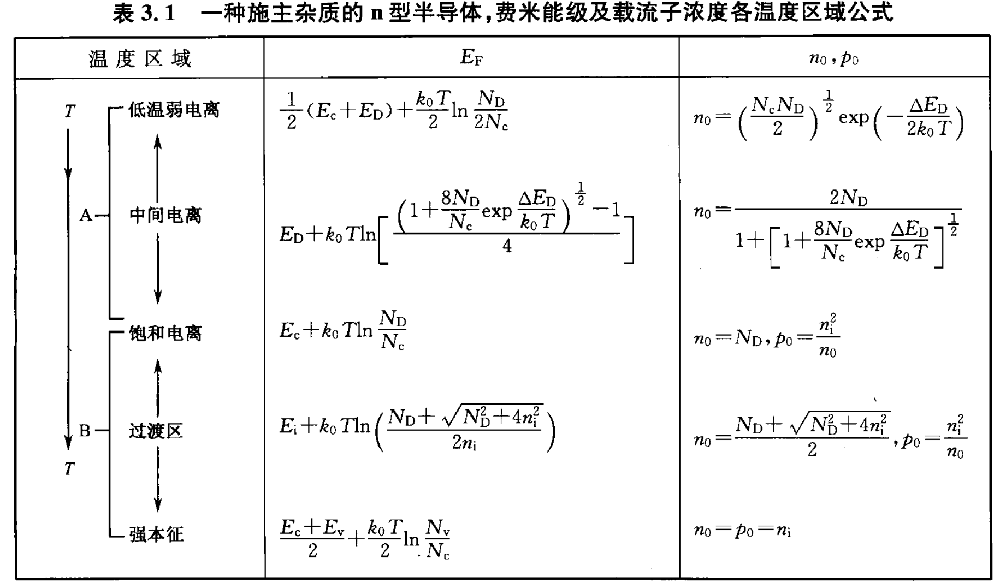 表 3.1 一种施主杂质的 n 型半导体,费米能级及载流子浓度各温度区域公式
温度区域 E_F n_0,p_0
T 低温弱电离 \frac{1}{2}(E_c+E_D)+\frac{k_0T}{2}\ln\frac{N_D}{2N_c} n_0=\left(\frac{N_cN_D}{2}\right)^{\frac{1}{2}}\exp\left(-\frac{\Delta E_D}{2k_0T}\right)
A 中间电离 E_D+k_0T\ln\left[\frac{\left(1+\frac{8N_D}{N_c}\exp\frac{\Delta E_D}{k_0T}\right)^{\frac{1}{2}}-1}{4}\right] n_0=\frac{2N_D}{1+\left[1+\frac{8N_D}{N_c}\exp\frac{\Delta E_D}{k_0T}\right]^{\frac{1}{2}}}
饱和电离 E_c+k_0T\ln\frac{N_D}{N_c} n_0=N_D,p_0=\frac{n_i^2}{n_0}
B 过渡区 E_i+k_0T\ln\left(\frac{N_D+\sqrt{N_D^2+4n_i^2}}{2n_i}\right) n_0=\frac{N_D+\sqrt{N_D^2+4n_i^2}}{2},p_0=\frac{n_i^2}{n_0}
T
强本征 \frac{E_c+E_v}{2}+\frac{k_0T}{2}\ln\frac{N_v}{N_c} n_0=p_0=n_i